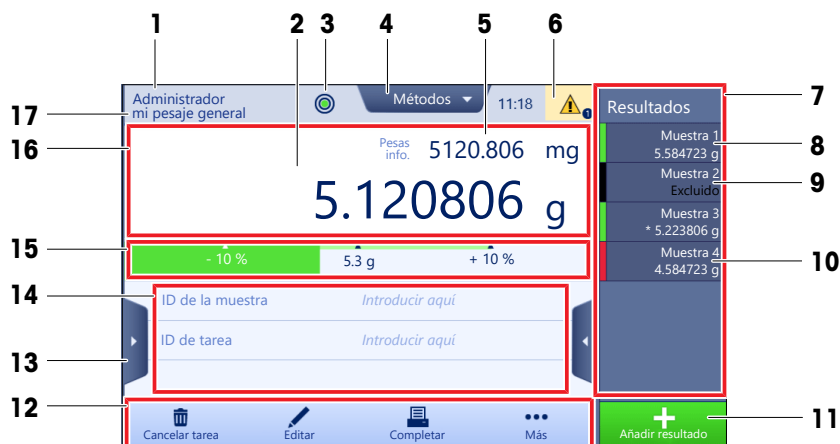 1
2
3
4
5
6
Administrador
mi pesaje general
Métodos
11:18
1
Resultados
7
17
16
Pesas
info.
5120.806 mg
5.120806 g
Muestra 1
5.584723 g
8
Muestra 2
Excluido
9
Muestra 3
* 5.223806 g
Muestra 4
4.584723 g
10
15
- 10 %
5.3 g
+ 10 %
14
ID de la muestra
Introducir aquí
ID de tarea
Introducir aquí
13
12
Cancelar tarea
Editar
Completar
Más
Añadir resultado
11